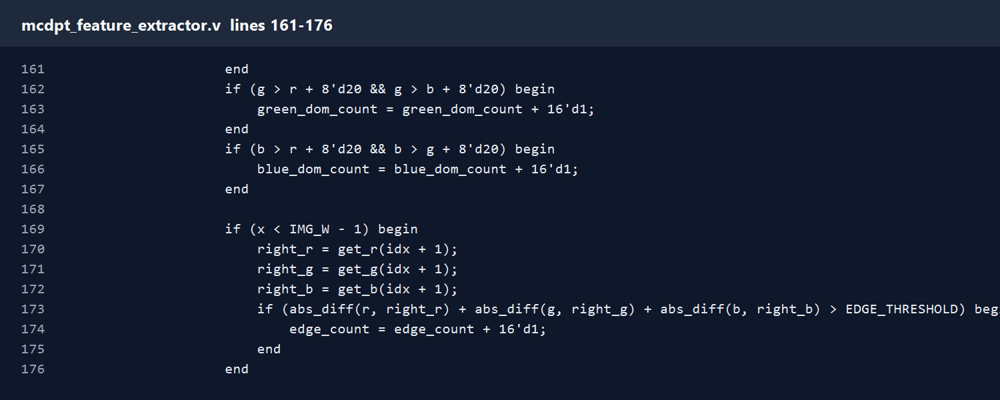 mcdpt_feature_extractor.v  lines 161-176
161                      end
162                      if (g > r + 8'd20 && g > b + 8'd20) begin
163                          green_dom_count = green_dom_count + 16'd1;
164                      end
165                      if (b > r + 8'd20 && b > g + 8'd20) begin
166                          blue_dom_count = blue_dom_count + 16'd1;
167                      end
168
169                      if (x < IMG_W - 1) begin
170                          right_r = get_r(idx + 1);
171                          right_g = get_g(idx + 1);
172                          right_b = get_b(idx + 1);
173                          if (abs_diff(r, right_r) + abs_diff(g, right_g) + abs_diff(b, right_b) > EDGE_THRESHOLD) beg
174                              edge_count = edge_count + 16'd1;
175                          end
176                      end